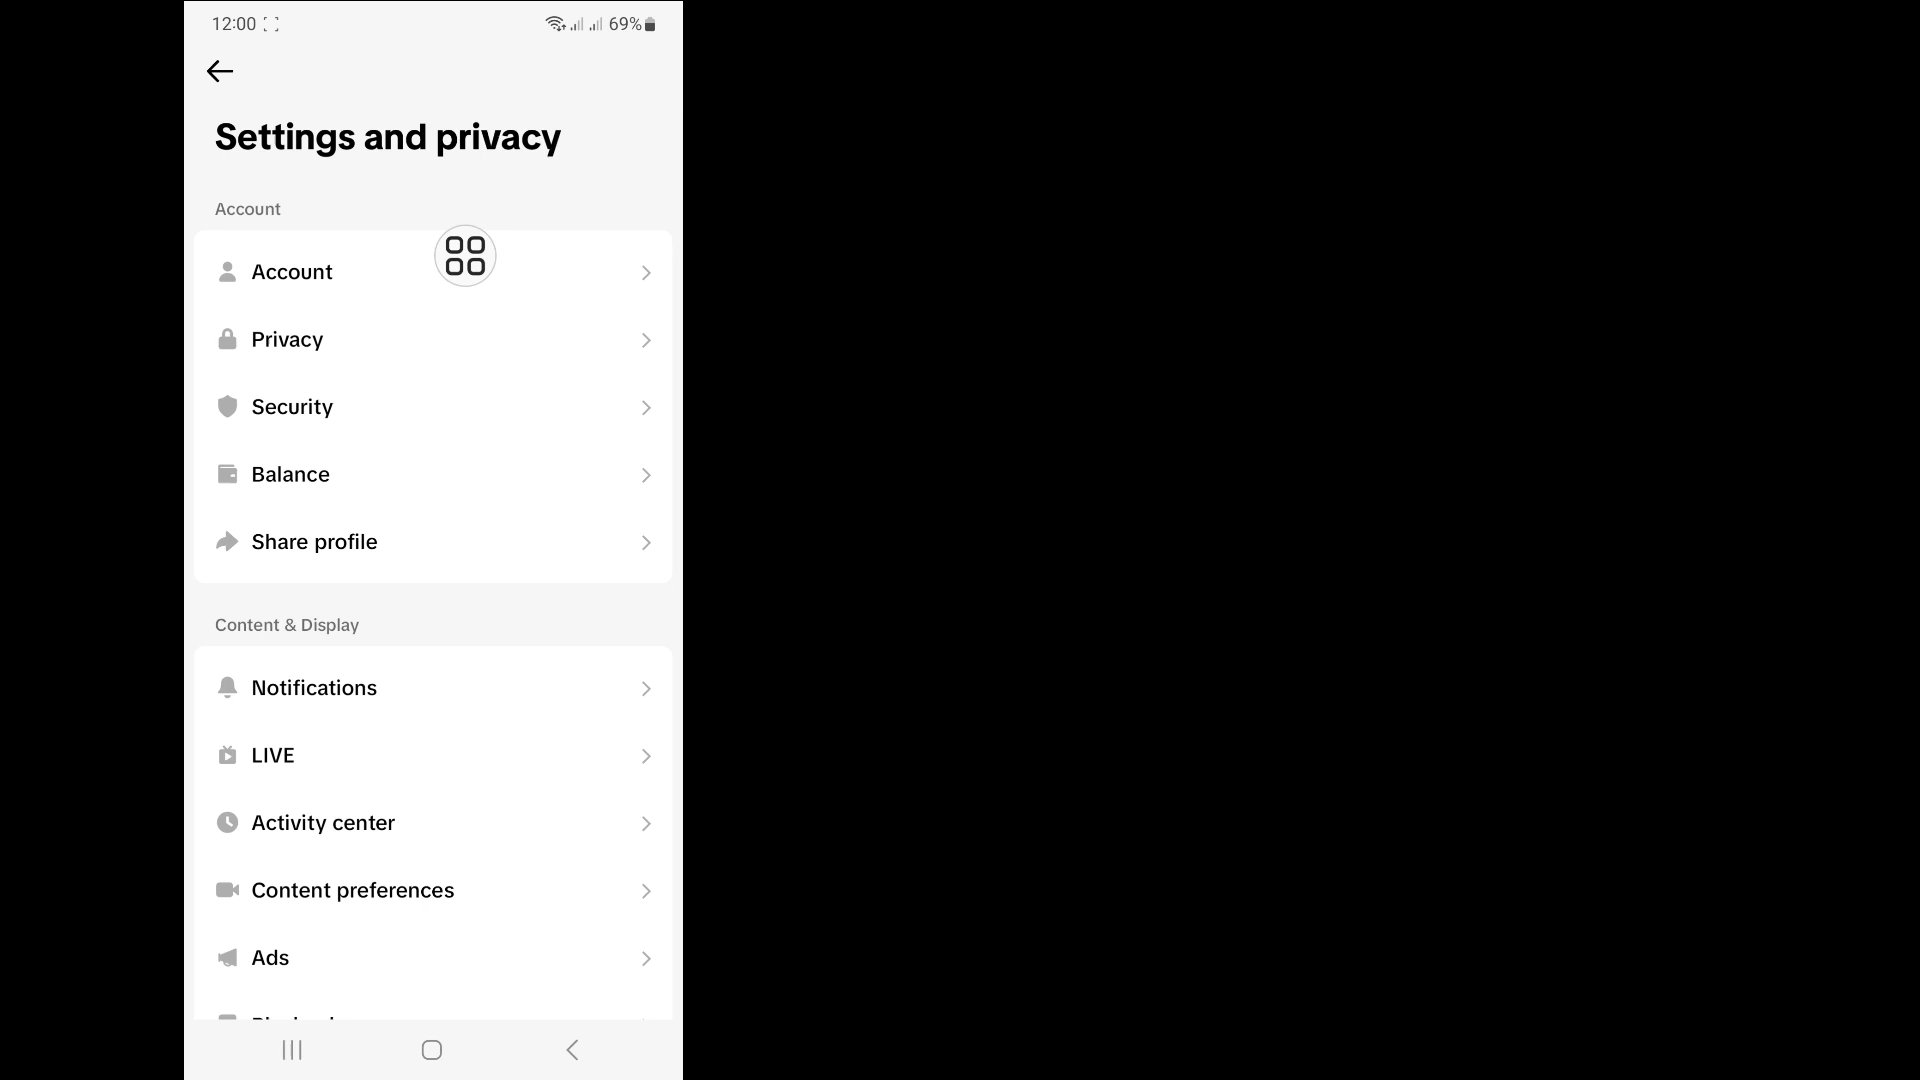 12:00
69%
Settings and privacy
Account
Account
Privacy
Security
Balance
Share profile
Content & Display
Notifications
LIVE
Activity center
Content preferences
Ads